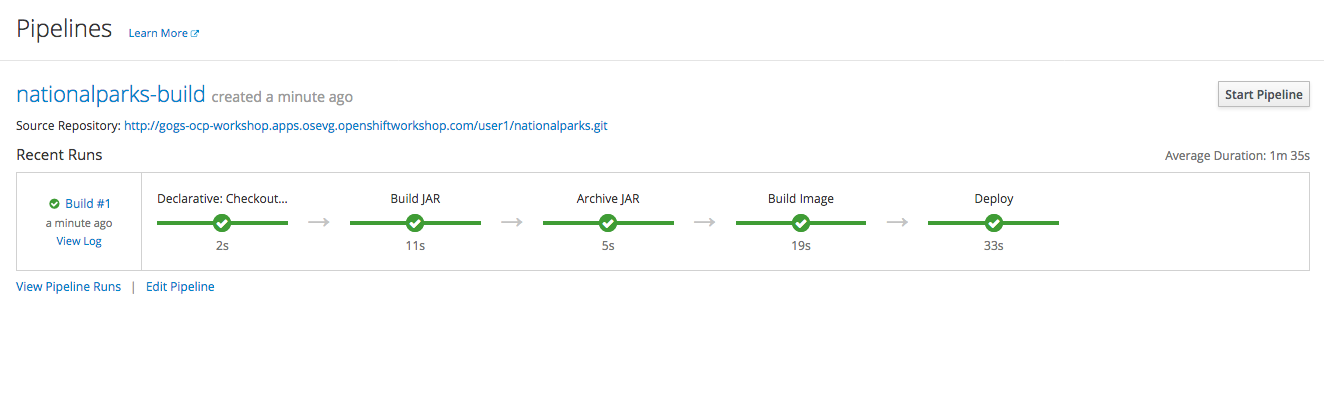 Pipelines Learn More
nationalparks-build created a minute ago
Start Pipeline
Source Repository: http://gogs-ocp-workshop.apps.osevg.openshiftworkshop.com/user1/nationalparks.git
Recent Runs
Average Duration: 1m 35s
Build #1
a minute ago
View Log
Declarative: Checkout...
2s
Build JAR
11s
Archive JAR
5s
Build Image
19s
Deploy
33s
View Pipeline Runs | Edit Pipeline